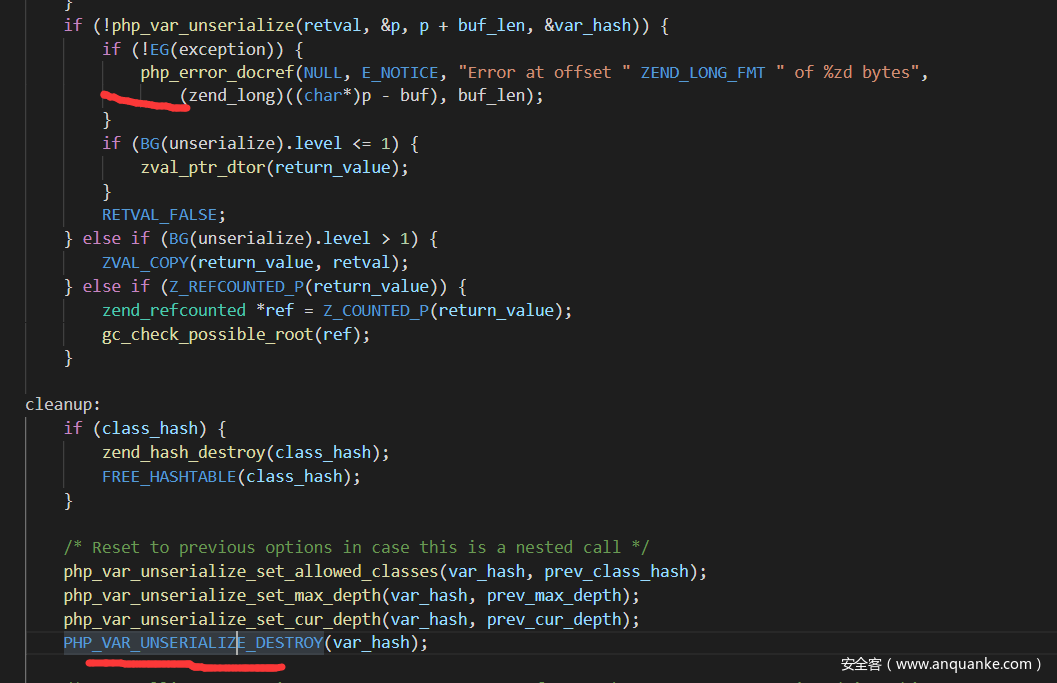 }
if (!php_var_unserialize(retval, &p, p + buf_len, &var_hash)) {
if (!EG(exception)) {
php_error_docref(NULL, E_NOTICE, "Error at offset " ZEND_LONG_FMT " of %zd bytes",
(zend_long)((char*)p - buf), buf_len);
}
if (BG(unserialize).level <= 1) {
zval_ptr_dtor(return_value);
}
RETVAL_FALSE;
} else if (BG(unserialize).level > 1) {
ZVAL_COPY(return_value, retval);
} else if (Z_REFCOUNTED_P(return_value)) {
zend_refcounted *ref = Z_COUNTED_P(return_value);
gc_check_possible_root(ref);
}
cleanup:
if (class_hash) {
zend_hash_destroy(class_hash);
FREE_HASHTABLE(class_hash);
}
/* Reset to previous options in case this is a nested call */
php_var_unserialize_set_allowed_classes(var_hash, prev_class_hash);
php_var_unserialize_set_max_depth(var_hash, prev_max_depth);
php_var_unserialize_set_cur_depth(var_hash, prev_cur_depth);
PHP_VAR_UNSERIALIZE_DESTROY(var_hash);
安全客 ( www.anquanke.com )